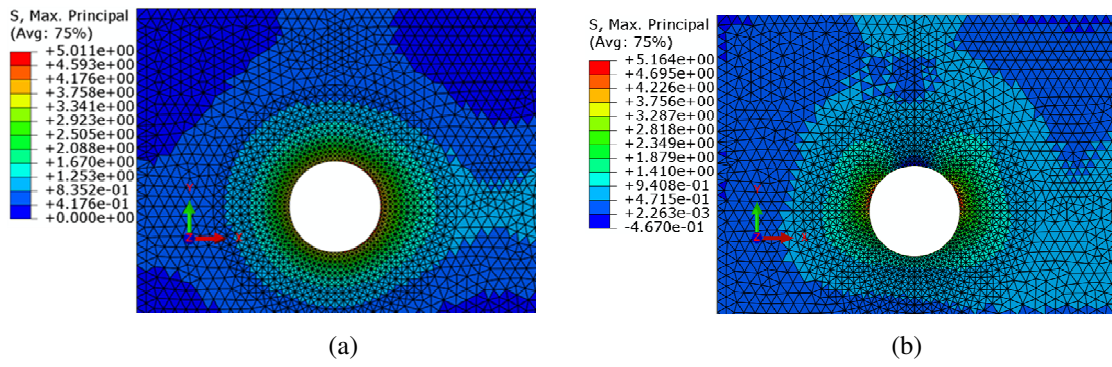 S, Max. Principal
(Avg: 75%)
+5.011e+00
+4.593e+00
+4.176e+00
+3.758e+00
+3.341e+00
+2.923e+00
+2.505e+00
+2.088e+00
+1.670e+00
+1.253e+00
+8.352e-01
+4.176e-01
+0.000e+00
Y
Z
X
(a)
S, Max. Principal
(Avg: 75%)
+5.164e+00
+4.695e+00
+4.226e+00
+3.756e+00
+3.287e+00
+2.818e+00
+2.349e+00
+1.879e+00
+1.410e+00
+9.408e-01
+4.715e-01
+2.263e-03
-4.670e-01
Y
Z
X
(b)